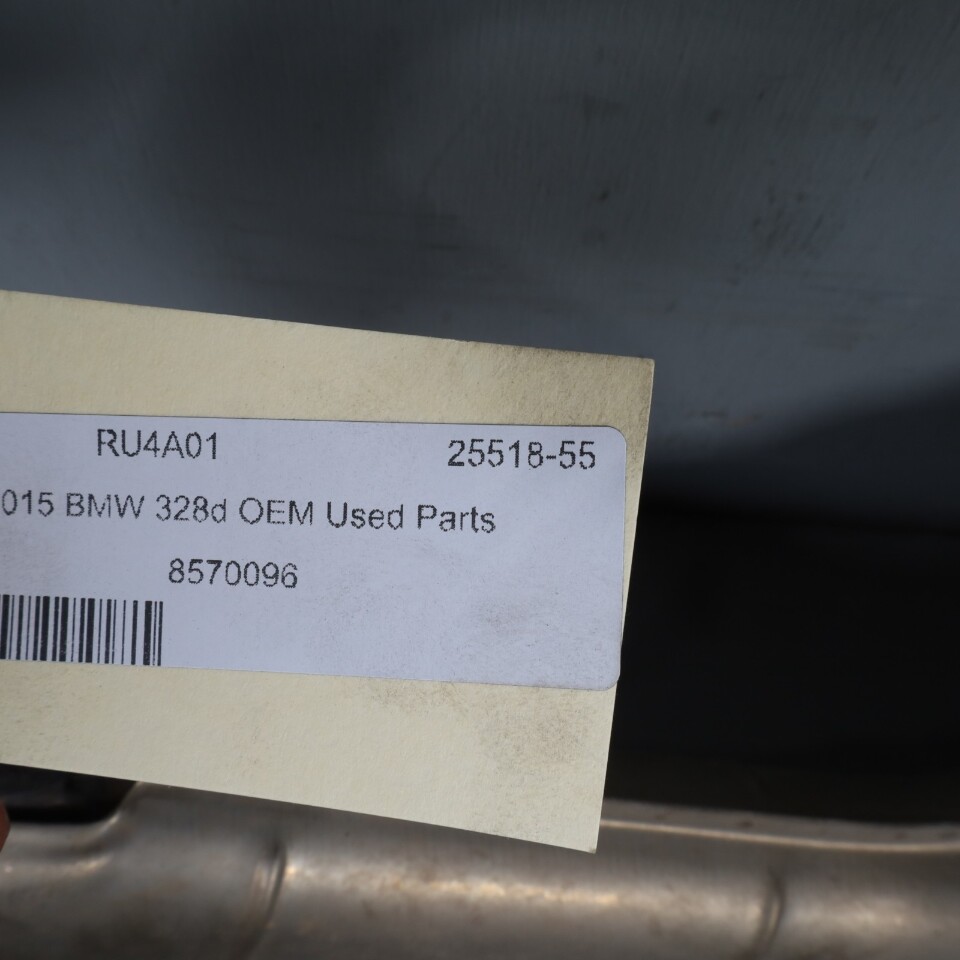 RU4A01 25518-55
015 BMW 328d OEM Used Parts
8570096